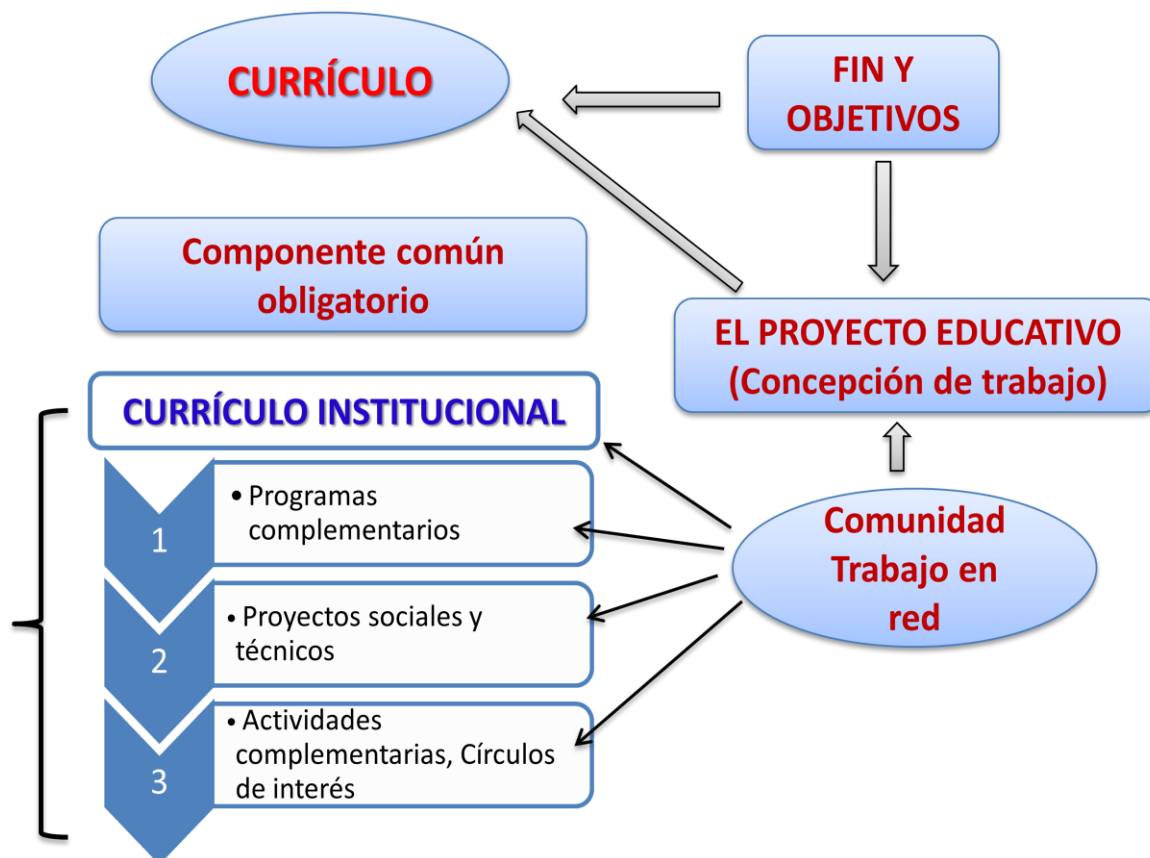 CURRÍCULO
FIN Y
OBJETIVOS
Componente común
obligatorio
EL PROYECTO EDUCATIVO
(Concepción de trabajo)
CURRÍCULO INSTITUCIONAL
1
• Programas
complementarios
2
• Proyectos sociales y
técnicos
3
• Actividades
complementarias, Círculos
de interés
Comunidad
Trabajo en
red